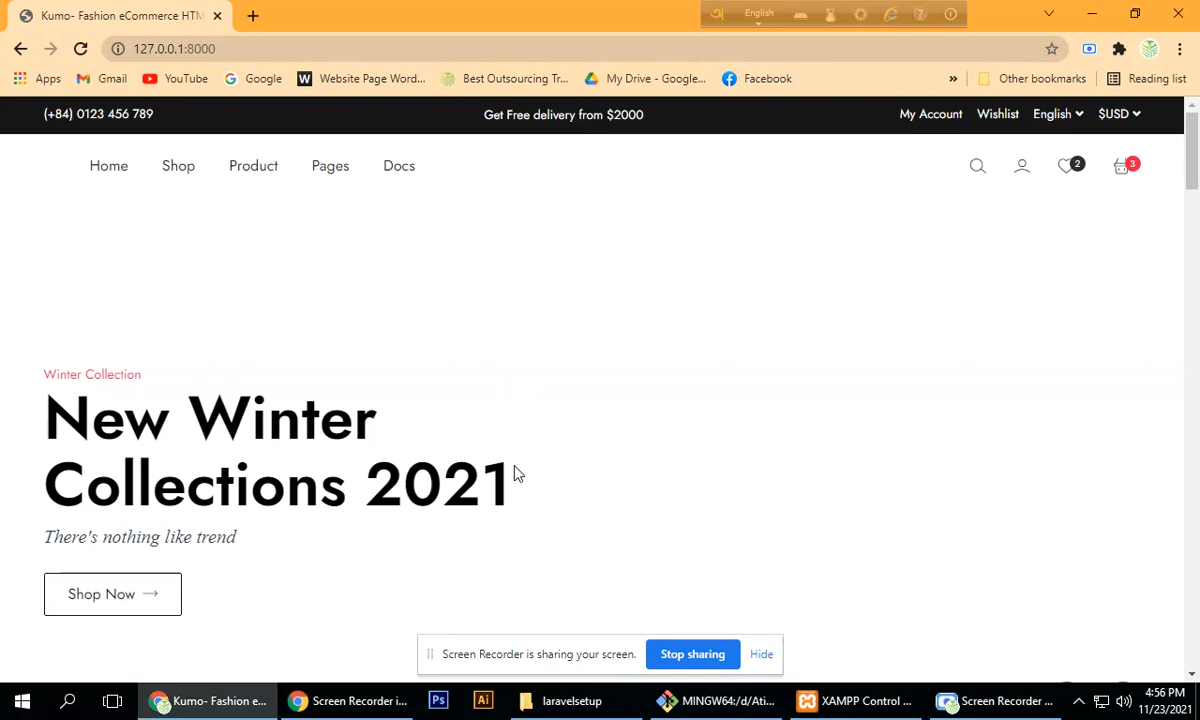 Kumo- Fashion eCommerce HTM
English
127.0.0.1:8000
Apps Gmail YouTube Google Website Page Word... Best Outsourcing Tr... My Drive - Google... Facebook » Other bookmarks Reading list
(+84) 0123 456 789 Get Free delivery from $2000 My Account Wishlist English $USD
Home Shop Product Pages Docs 2 3
Winter Collection
New Winter
Collections 2021
There's nothing like trend
Shop Now →
Screen Recorder is sharing your screen. Stop sharing Hide
Kumo- Fashion e... Screen Recorder i... Ps Ai laravelsetup MINGW64:/d/Ati... XAMPP Control ... Screen Recorder ... 4:56 PM
11/23/2021